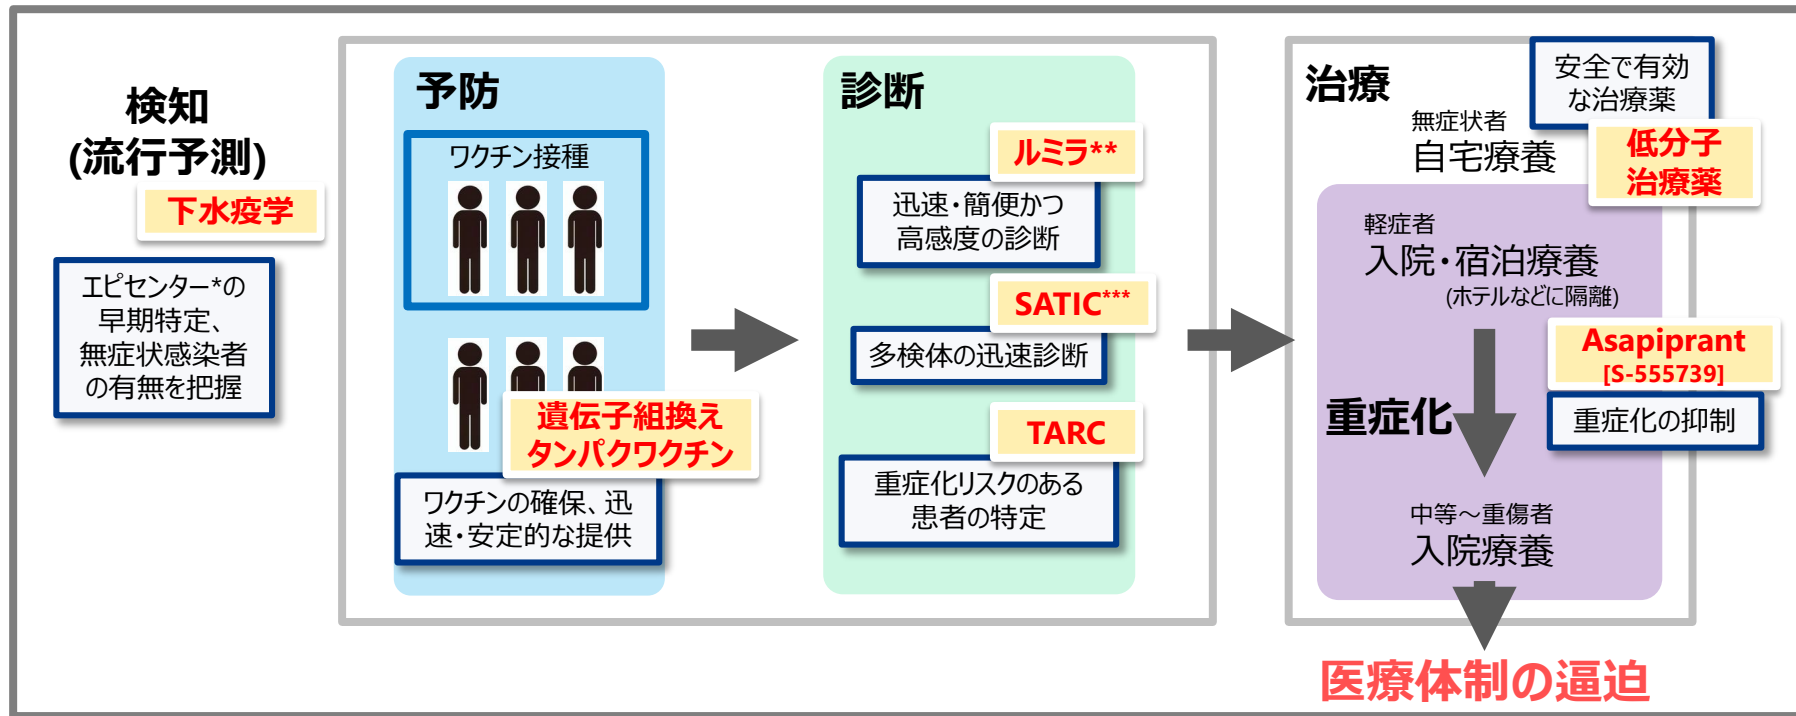 検知
(流行予測)
下水疫学
エピセンター*の
早期特定、
無症状感染者
の有無を把握
予防
ワクチン接種
遺伝子組換え
タンパクワクチン
ワクチンの確保、迅
速・安定的な提供
診断
ルミラ**
迅速・簡便かつ
高感度の診断
SATIC***
多検体の迅速診断
TARC
重症化リスクのある
患者の特定
治療
安全で有効
な治療薬
無症状者
自宅療養
低分子
治療薬
軽症者
入院・宿泊療養
(ホテルなどに隔離)
Asapiprant
[S-555739]
重症化
重症化の抑制
中等～重傷者
入院療養
医療体制の逼迫